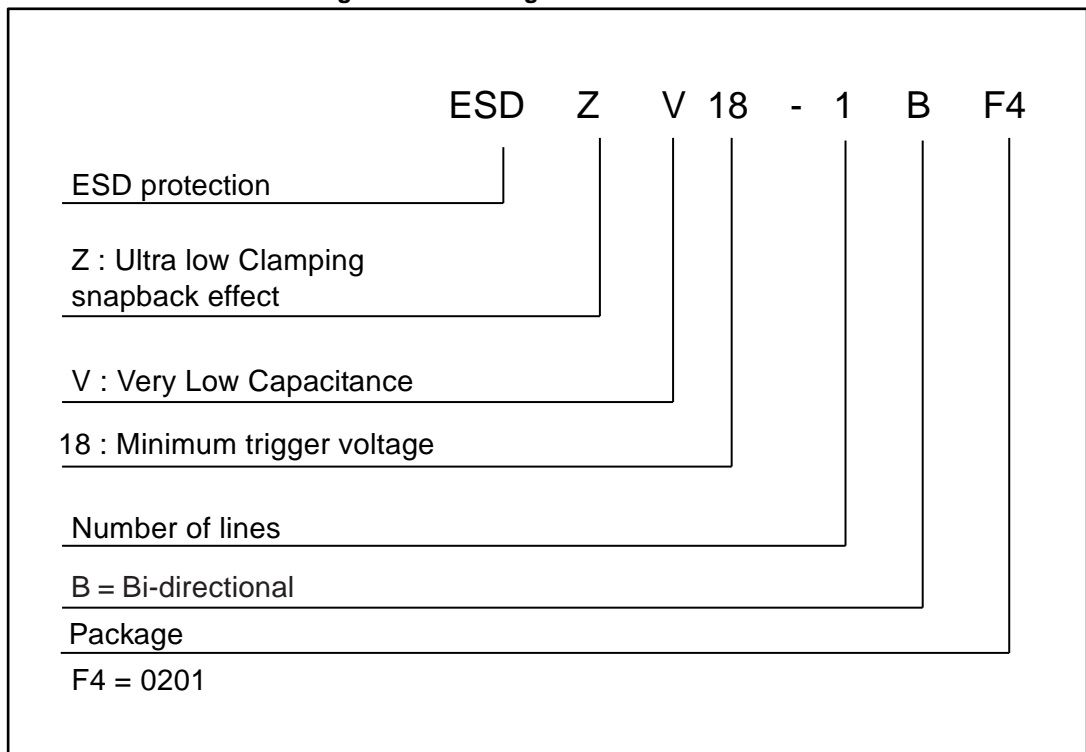 ESD Z V 18 - 1 B F4
ESD protection
Z : Ultra low Clamping
snapback effect
V : Very Low Capacitance
18 : Minimum trigger voltage
Number of lines
B = Bi-directional
Package
F4 = 0201